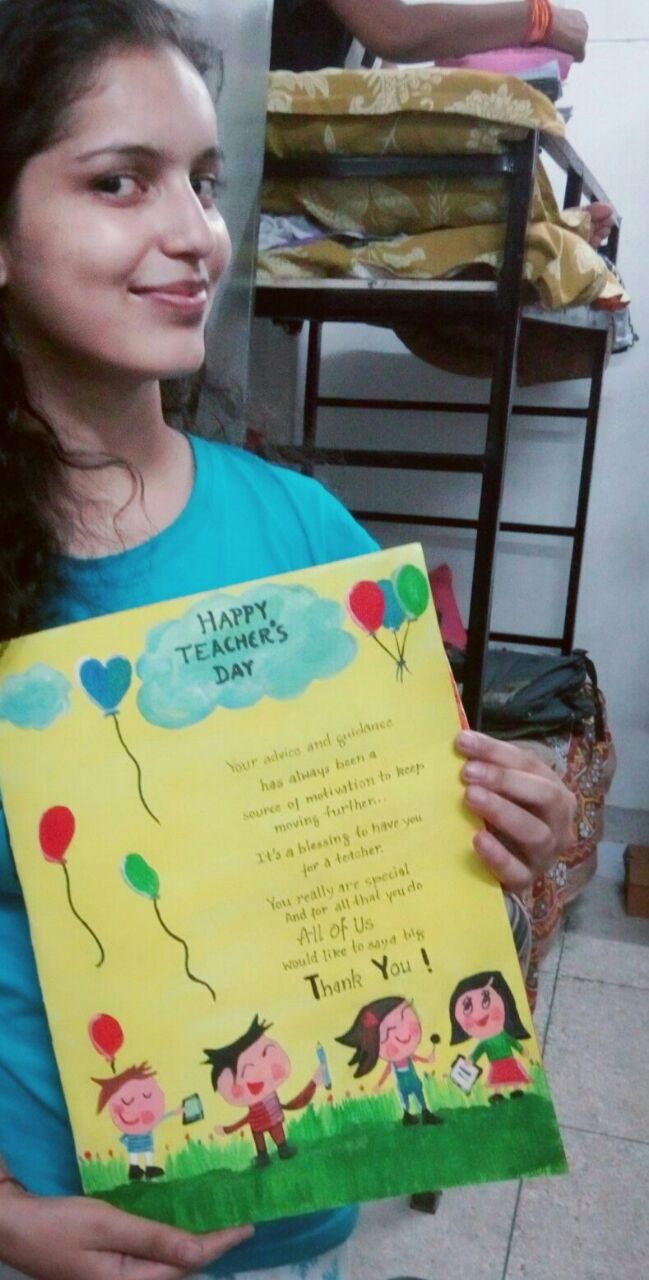 HAPPY
TEACHER'S
DAY
Your advice and guidance
has always been a
source of motivation to keep
moving further...
It's a blessing to have you
for a teacher.
You really are special
And for all that you do
All Of Us
would like to say a big
Thank You !